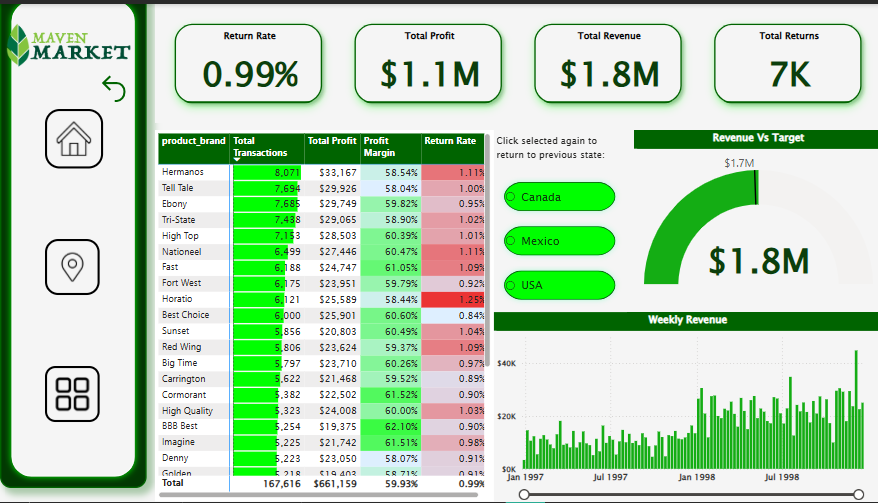 MAVEN
MARKET
Return Rate
0.99%
Total Profit
$1.1M
Total Revenue
$1.8M
Total Returns
7K
product_brand Total Transactions Total Profit Profit Margin Return Rate
Hermanos 8,071 $33,167 58.54% 1.11%
Tell Tale 7,694 $29,926 58.04% 1.00%
Ebony 7,685 $29,749 59.82% 0.95%
Tri-State 7,438 $29,065 58.90% 1.02%
High Top 7,153 $28,503 60.39% 1.01%
Nationeel 6,499 $27,446 60.47% 1.11%
Fast 6,188 $24,747 61.05% 1.09%
Fort West 6,175 $23,951 59.79% 0.92%
Horatio 6,121 $25,589 58.44% 1.25%
Best Choice 6,000 $25,901 60.60% 0.84%
Sunset 5,856 $20,803 60.49% 1.04%
Red Wing 5,806 $23,624 59.37% 1.09%
Big Time 5,797 $23,710 60.26% 0.97%
Carrington 5,622 $21,468 59.52% 0.89%
Cormorant 5,382 $22,502 61.52% 0.90%
High Quality 5,323 $24,008 60.00% 1.03%
BBB Best 5,254 $19,375 62.10% 0.90%
Imagine 5,225 $21,742 61.51% 0.98%
Denny 5,223 $23,050 58.07% 0.91%
Golden 5,218 $19,403 58.71% 0.91%
Total 167,616 $661,159 59.93% 0.99%
Click selected again to
return to previous state:
Canada
Mexico
USA
Revenue Vs Target
$1.7M
$1.8M
Weekly Revenue
$40K
$20K
$0K
Jan 1997 Jul 1997 Jan 1998 Jul 1998